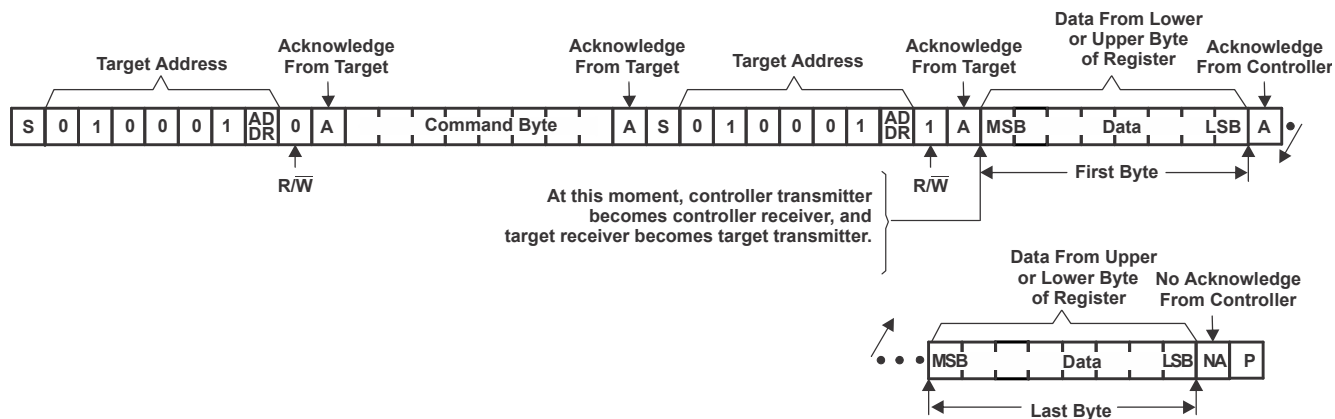 Data From Lower
or Upper Byte
of Register
Acknowledge
From Target
Acknowledge
From Target
Acknowledge
From Target
Acknowledge
From Controller
Target Address
Target Address
S 0 1 0 0 0 1 AD DR 0 A Command Byte A S 0 1 0 0 0 1 AD DR 1 A MSB Data LSB A
R/W̅
R/W̅
First Byte
At this moment, controller transmitter
becomes controller receiver, and
target receiver becomes target transmitter.
Data From Upper
or Lower Byte
of Register
No Acknowledge
From Controller
MSB Data LSB NA P
Last Byte